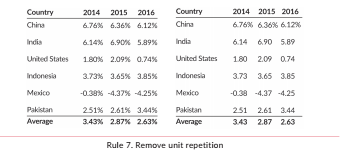 Country 2014 2015 2016 Country 2014 2015 2016
China 6.76% 6.36% 6.12% China 6.76% 6.36% 6.12%
India 6.14% 6.90% 5.89% India 6.14 6.90 5.89
United States 1.80% 2.09% 0.74% United States 1.80 2.09 0.74
Indonesia 3.73% 3.65% 3.85% Indonesia 3.73 3.65 3.85
Mexico -0.38% -4.37% -4.25% Mexico -0.38 -4.37 -4.25
Pakistan 2.51% 2.61% 3.44% Pakistan 2.51 2.61 3.44
Average 3.43% 2.87% 2.63% Average 3.43 2.87 2.63
Rule 7. Remove unit repetition